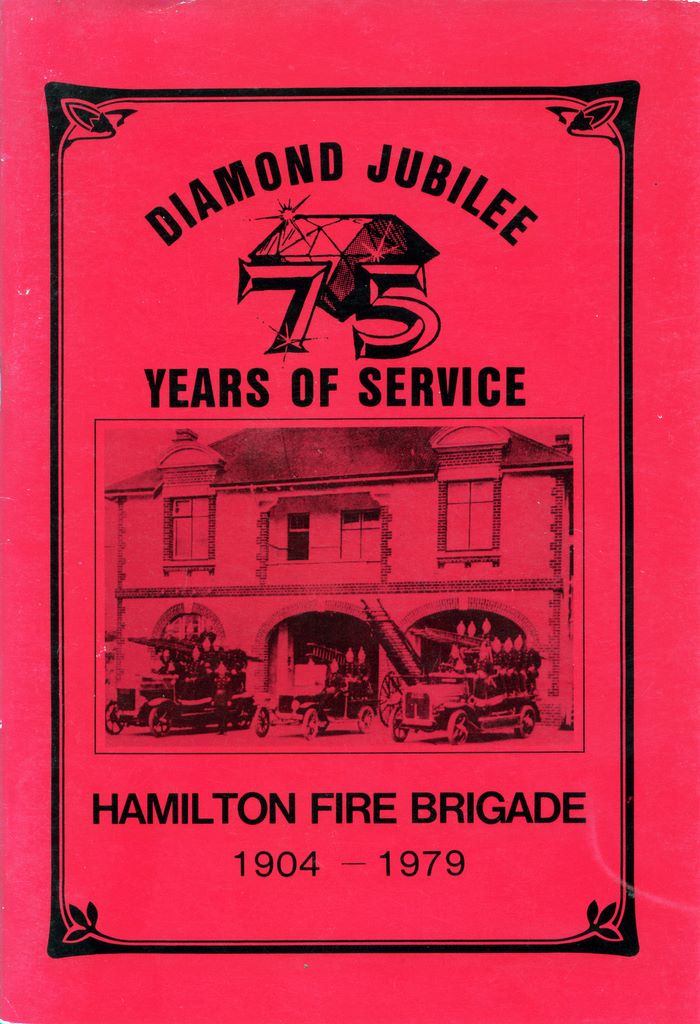 DIAMOND JUBILEE
75
YEARS OF SERVICE
HAMILTON FIRE BRIGADE
1904 — 1979